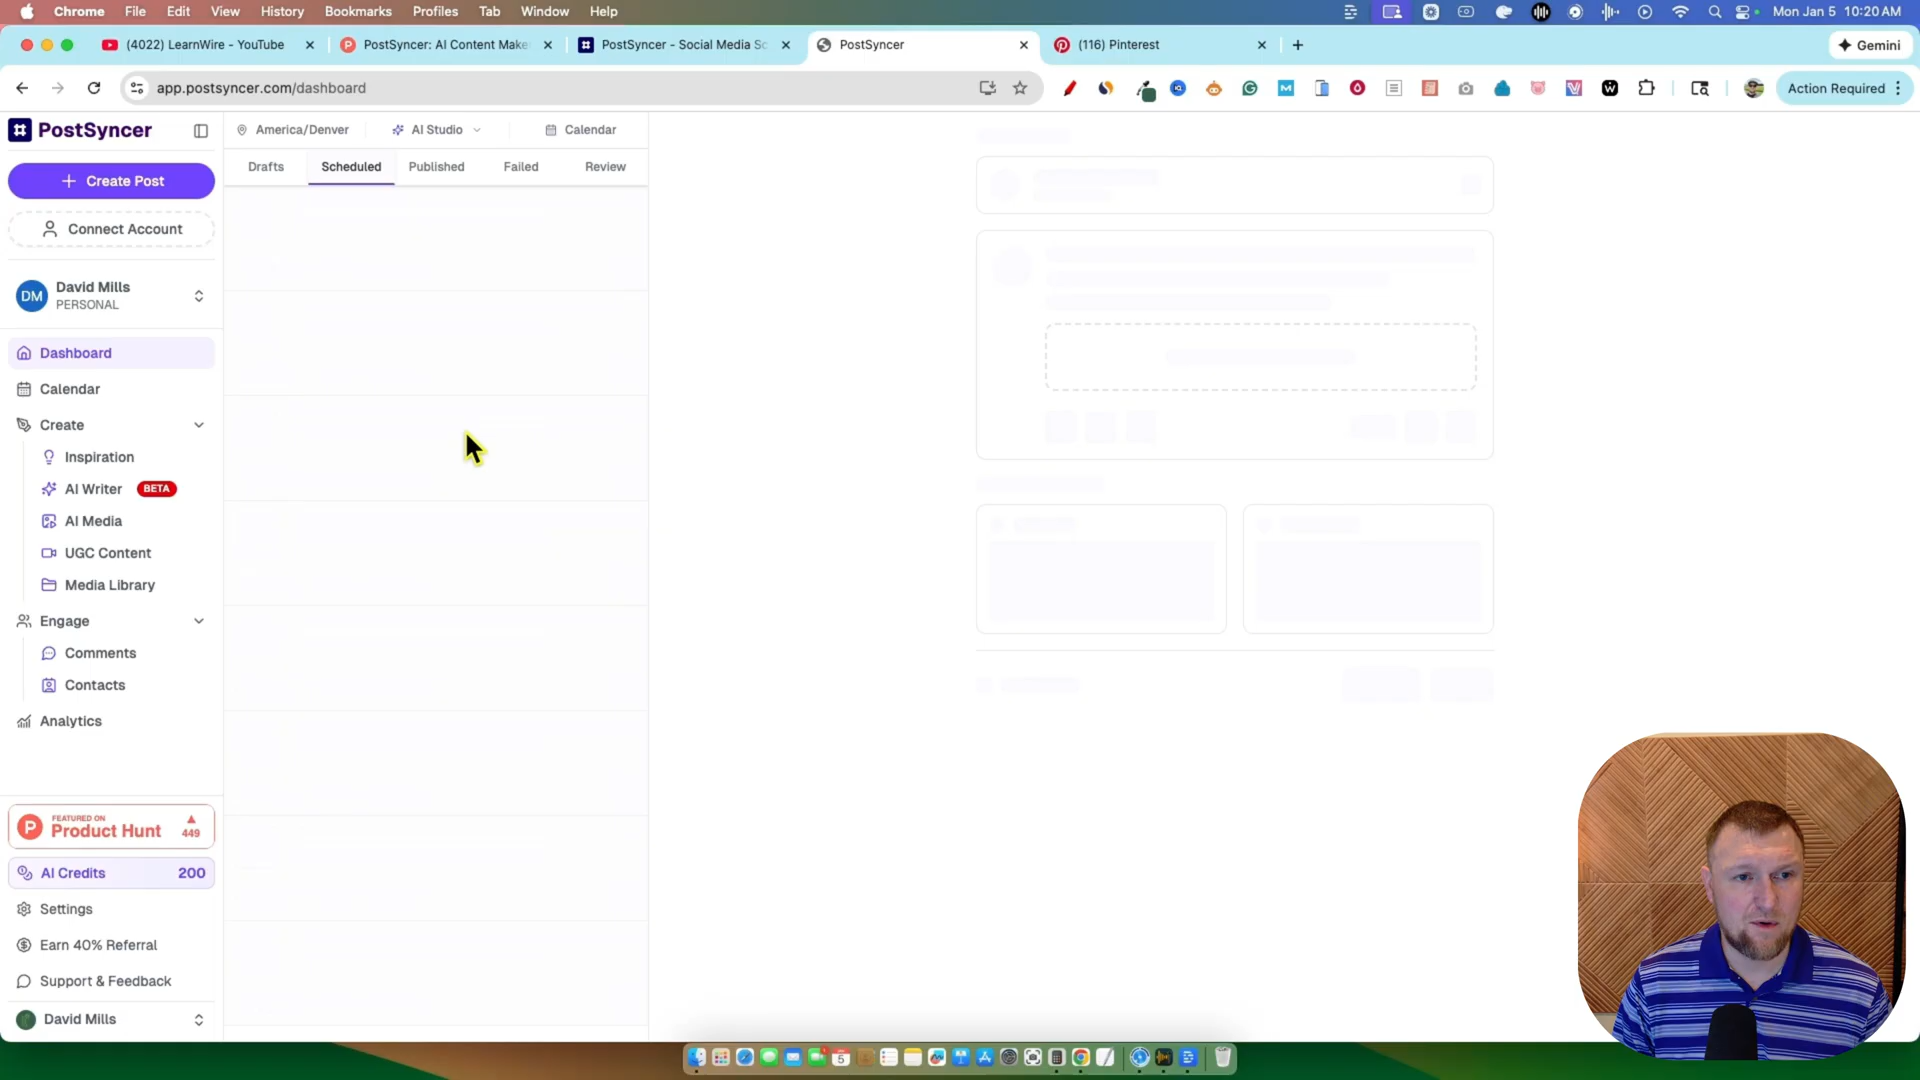 Chrome File Edit View History Bookmarks Profiles Tab Window Help
Mon Jan 5 10:20 AM
(4022) LearnWire - YouTube
PostSyncer: AI Content Make
PostSyncer - Social Media Sc
PostSyncer
(116) Pinterest
Gemini
app.postsyncer.com/dashboard
Action Required
PostSyncer
America/Denver
AI Studio
Calendar
Drafts
Scheduled
Published
Failed
Review
Create Post
Connect Account
DM
David Mills
PERSONAL
Dashboard
Calendar
Create
Inspiration
AI Writer BETA
AI Media
UGC Content
Media Library
Engage
Comments
Contacts
Analytics
FEATURED ON
Product Hunt
449
AI Credits 200
Settings
Earn 40% Referral
Support & Feedback
David Mills
5